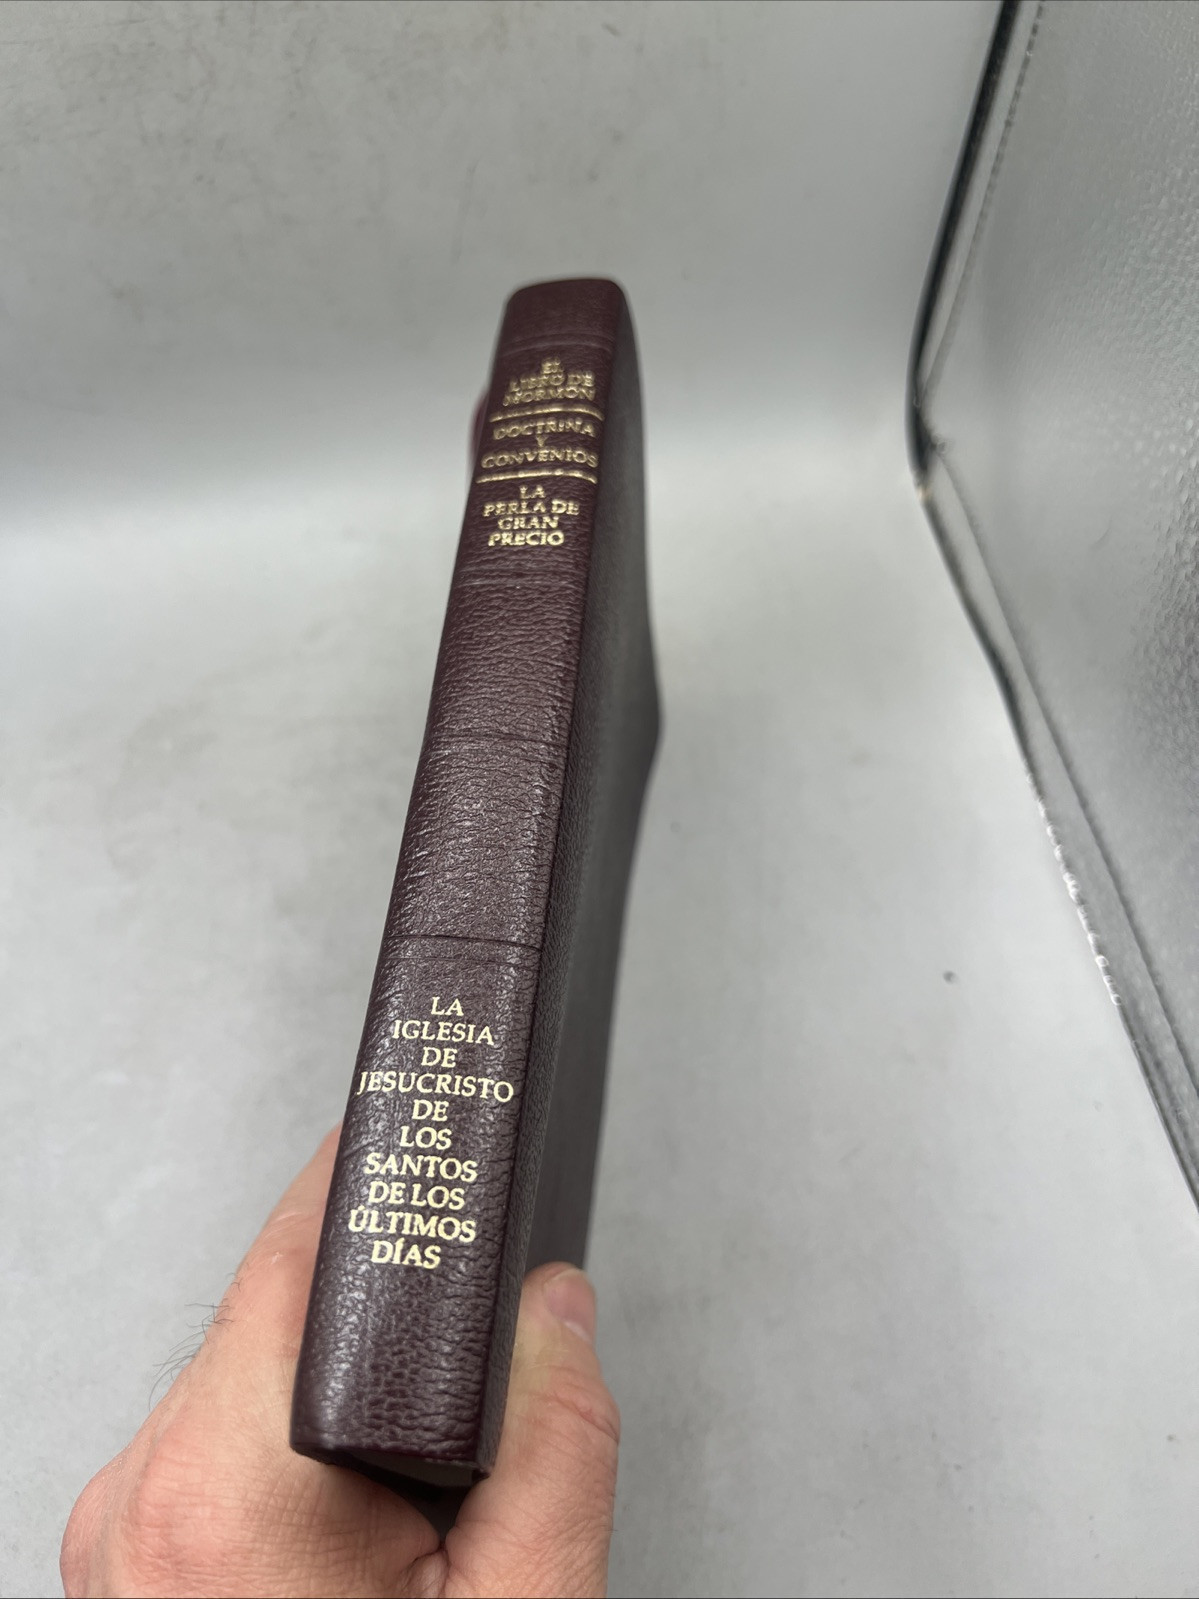 EL
LIBRO DE
MORMON
DOCTRINA
Y
CONVENIOS
LA
PERLA DE
GRAN
PRECIO
LA
IGLESIA
DE
JESUCRISTO
DE
LOS
SANTOS
DE LOS
ÚLTIMOS
DÍAS